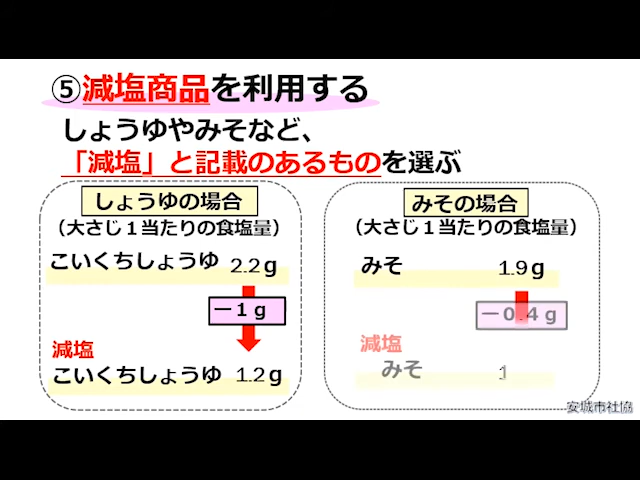 ⑤減塩商品を利用する
しょうゆやみそなど、
「減塩」と記載のあるものを選ぶ
しょうゆの場合
（大さじ１当たりの食塩量）
こいくちしょうゆ 2.2g
－1g
減塩
こいくちしょうゆ 1.2g
みその場合
（大さじ１当たりの食塩量）
みそ 1.9g
－0.4g
減塩
みそ 1
安城市社協